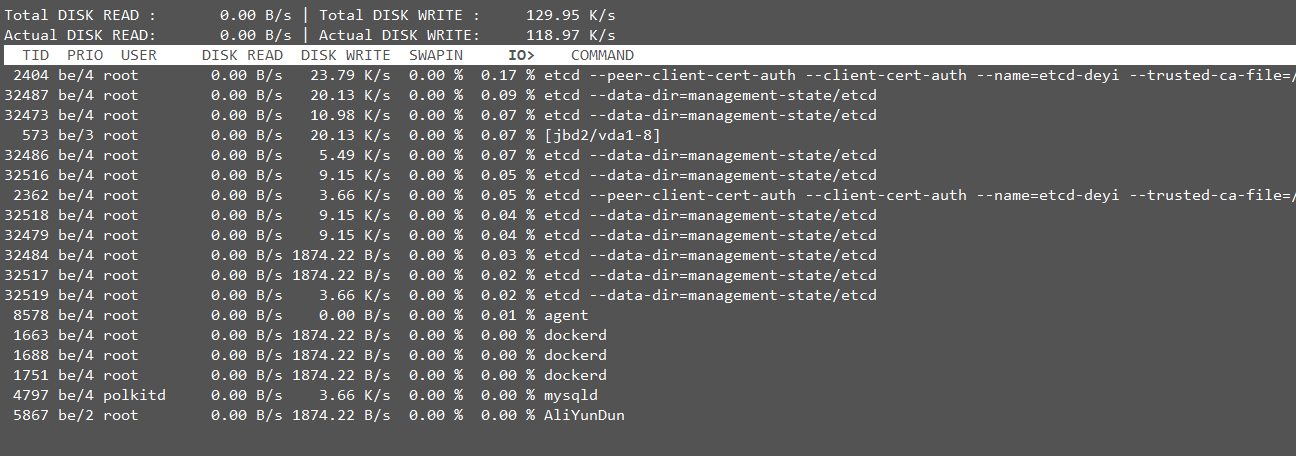 Total DISK READ :       0.00 B/s | Total DISK WRITE :     129.95 K/s
Actual DISK READ:       0.00 B/s | Actual DISK WRITE:     118.97 K/s
  TID  PRIO  USER     DISK READ  DISK WRITE  SWAPIN     IO>    COMMAND
 2404 be/4 root        0.00 B/s   23.79 K/s  0.00 %  0.17 % etcd --peer-client-cert-auth --client-cert-auth --name=etcd-deyi --trusted-ca-file=/
32487 be/4 root        0.00 B/s   20.13 K/s  0.00 %  0.09 % etcd --data-dir=management-state/etcd
32473 be/4 root        0.00 B/s   10.98 K/s  0.00 %  0.07 % etcd --data-dir=management-state/etcd
  573 be/3 root        0.00 B/s   20.13 K/s  0.00 %  0.07 % [jbd2/vda1-8]
32486 be/4 root        0.00 B/s    5.49 K/s  0.00 %  0.07 % etcd --data-dir=management-state/etcd
32516 be/4 root        0.00 B/s    9.15 K/s  0.00 %  0.05 % etcd --data-dir=management-state/etcd
 2362 be/4 root        0.00 B/s    3.66 K/s  0.00 %  0.05 % etcd --peer-client-cert-auth --client-cert-auth --name=etcd-deyi --trusted-ca-file=/
32518 be/4 root        0.00 B/s    9.15 K/s  0.00 %  0.04 % etcd --data-dir=management-state/etcd
32479 be/4 root        0.00 B/s    9.15 K/s  0.00 %  0.04 % etcd --data-dir=management-state/etcd
32484 be/4 root        0.00 B/s 1874.22 B/s  0.00 %  0.03 % etcd --data-dir=management-state/etcd
32517 be/4 root        0.00 B/s 1874.22 B/s  0.00 %  0.02 % etcd --data-dir=management-state/etcd
32519 be/4 root        0.00 B/s    3.66 K/s  0.00 %  0.02 % etcd --data-dir=management-state/etcd
 8578 be/4 root        0.00 B/s    0.00 B/s  0.00 %  0.01 % agent
 1663 be/4 root        0.00 B/s 1874.22 B/s  0.00 %  0.00 % dockerd
 1688 be/4 root        0.00 B/s 1874.22 B/s  0.00 %  0.00 % dockerd
 1751 be/4 root        0.00 B/s 1874.22 B/s  0.00 %  0.00 % dockerd
 4797 be/4 polkitd     0.00 B/s    3.66 K/s  0.00 %  0.00 % mysqld
 5867 be/2 root        0.00 B/s 1874.22 B/s  0.00 %  0.00 % AliYunDun